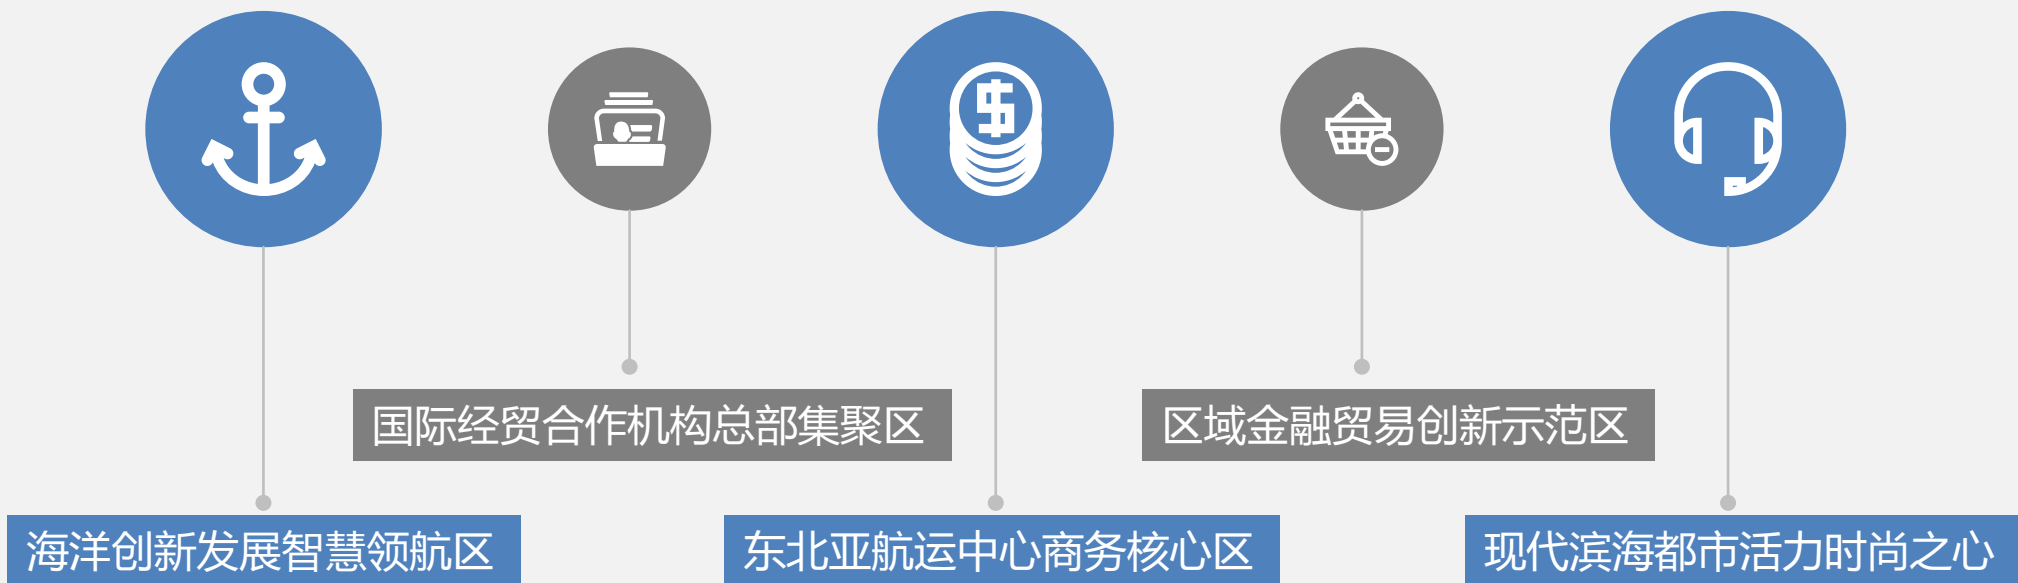 国际经贸合作机构总部集聚区
区域金融贸易创新示范区
海洋创新发展智慧领航区
东北亚航运中心商务核心区
现代滨海都市活力时尚之心